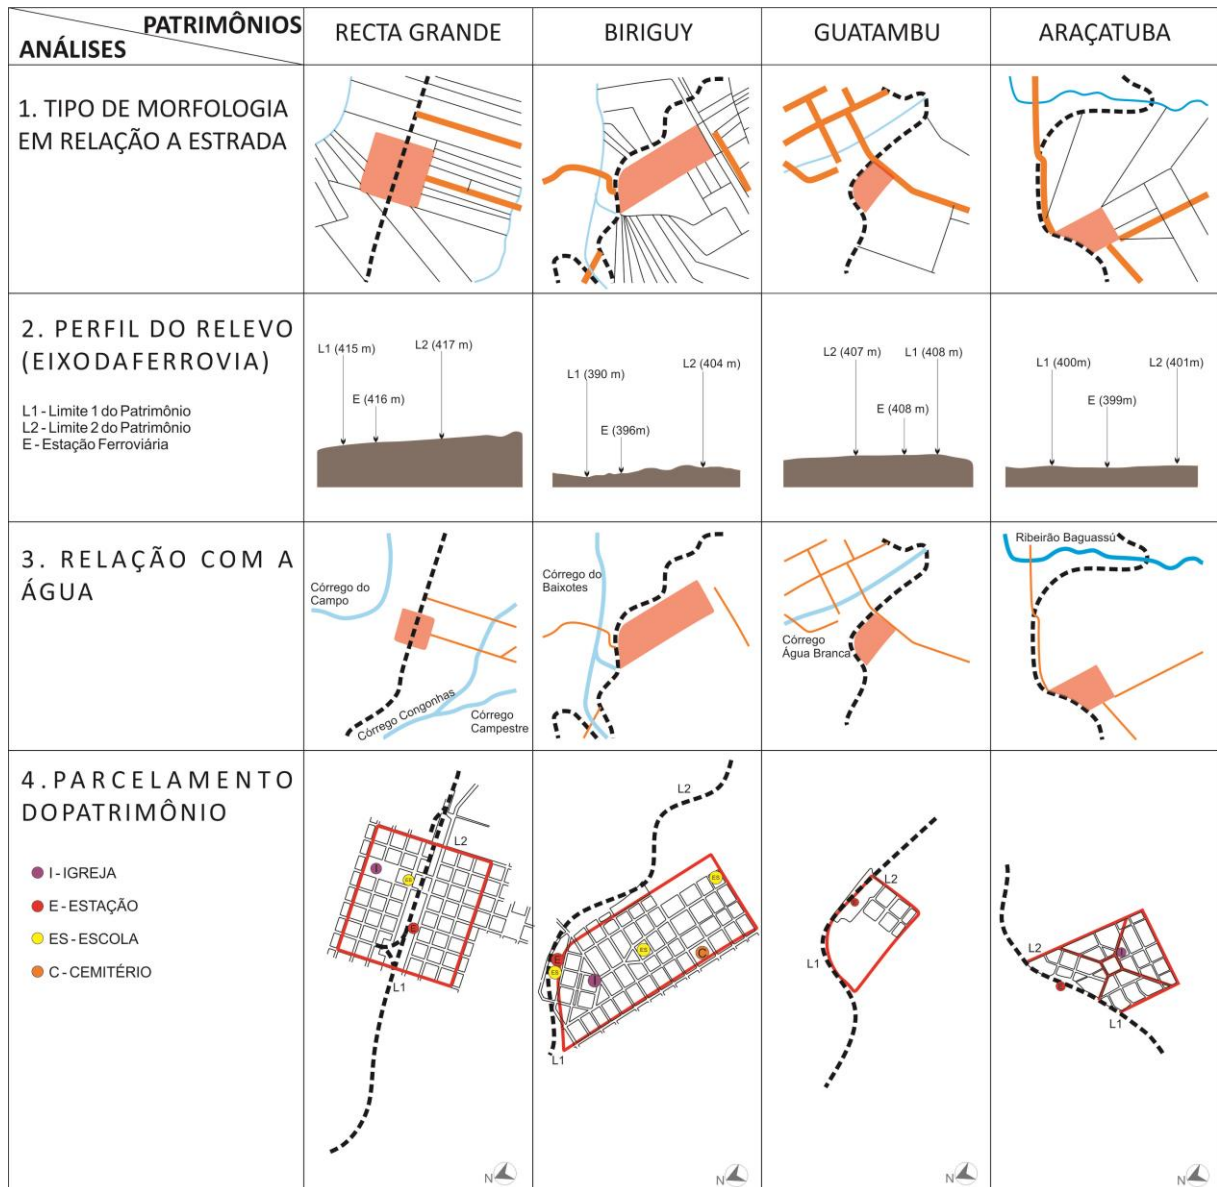 PATRIMÔNIOS
ANÁLISES
RECTA GRANDE
BIRIGUY
GUATAMBU
ARAÇATUBA
1. TIPO DE MORFOLOGIA
EM RELAÇÃO A ESTRADA
2. PERFIL DO RELEVO
(EIXODAFERROVIA)
L1 - Limite 1 do Patrimônio
L2 - Limite 2 do Patrimônio
E - Estação Ferroviária
L1 (415 m)
L2 (417 m)
E (416 m)
L1 (390 m)
L2 (404 m)
E (396m)
L2 (407 m)
L1 (408 m)
E (408 m)
L1 (400m)
L2 (401m)
E (399m)
3. RELAÇÃO COM A
ÁGUA
Córrego do
Campo
Córrego Congonhas
Córrego
Campestre
Córrego do
Baixotes
Córrego
Água Branca
Ribeirão Baguassú
4. PARCELAMENTO
DOPATRIMÔNIO
I - IGREJA
E - ESTAÇÃO
ES - ESCOLA
C - CEMITÉRIO
L2
I
ES
E
L1
N
L2
ES
ES
C
E
ES
I
L1
N
L2
L1
N
L2
I
L1
N